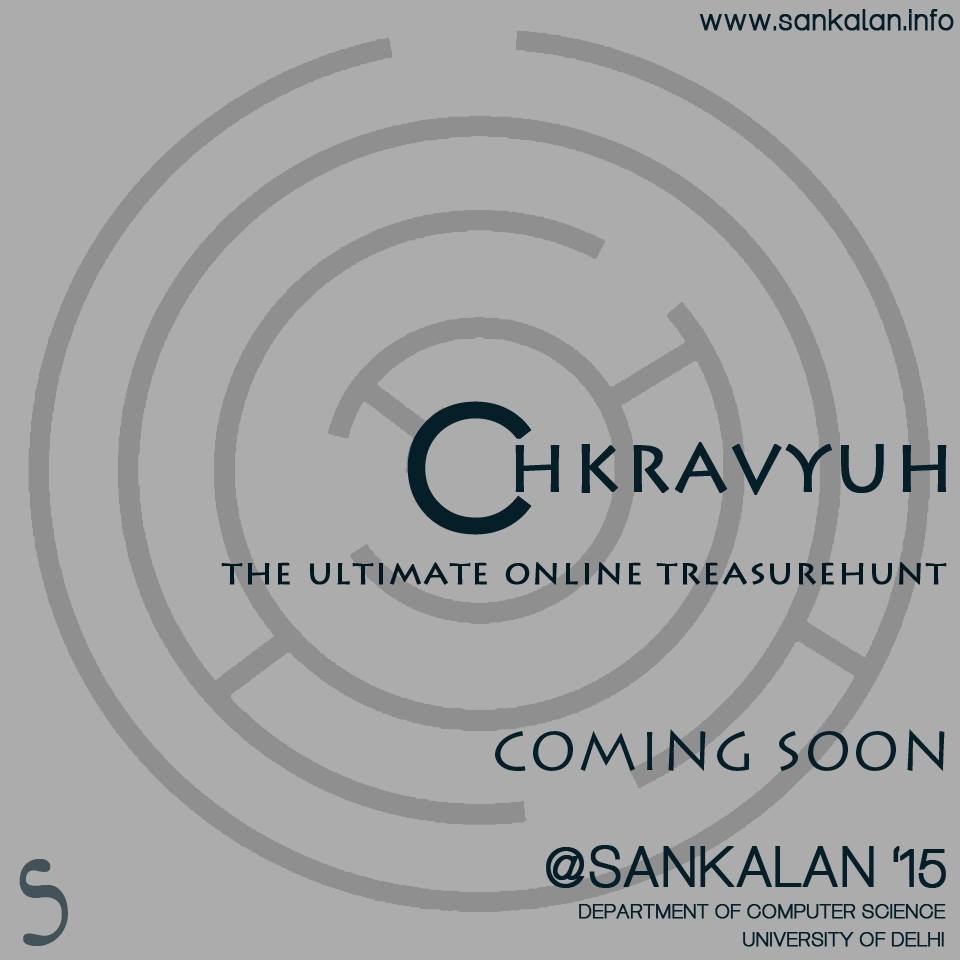 www.sankalan.info
CHKRAVYUH
THE ULTIMATE ONLINE TREASUREHUNT
COMING SOON
@SANKALAN '15
DEPARTMENT OF COMPUTER SCIENCE
UNIVERSITY OF DELHI
S